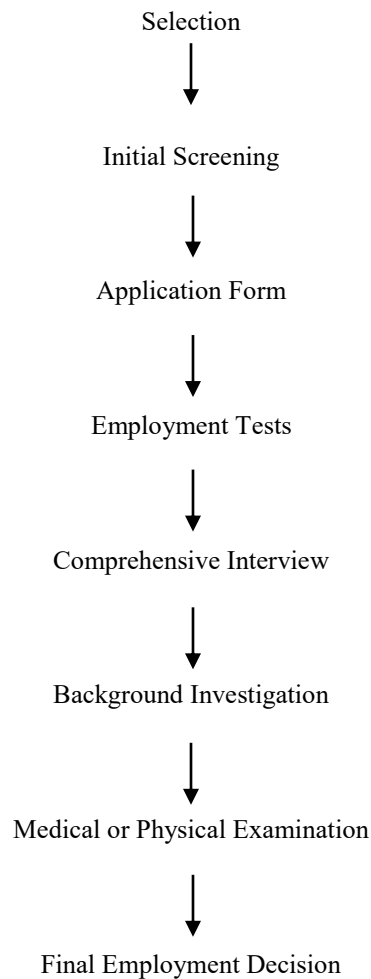 Selection
Initial Screening
Application Form
Employment Tests
Comprehensive Interview
Background Investigation
Medical or Physical Examination
Final Employment Decision